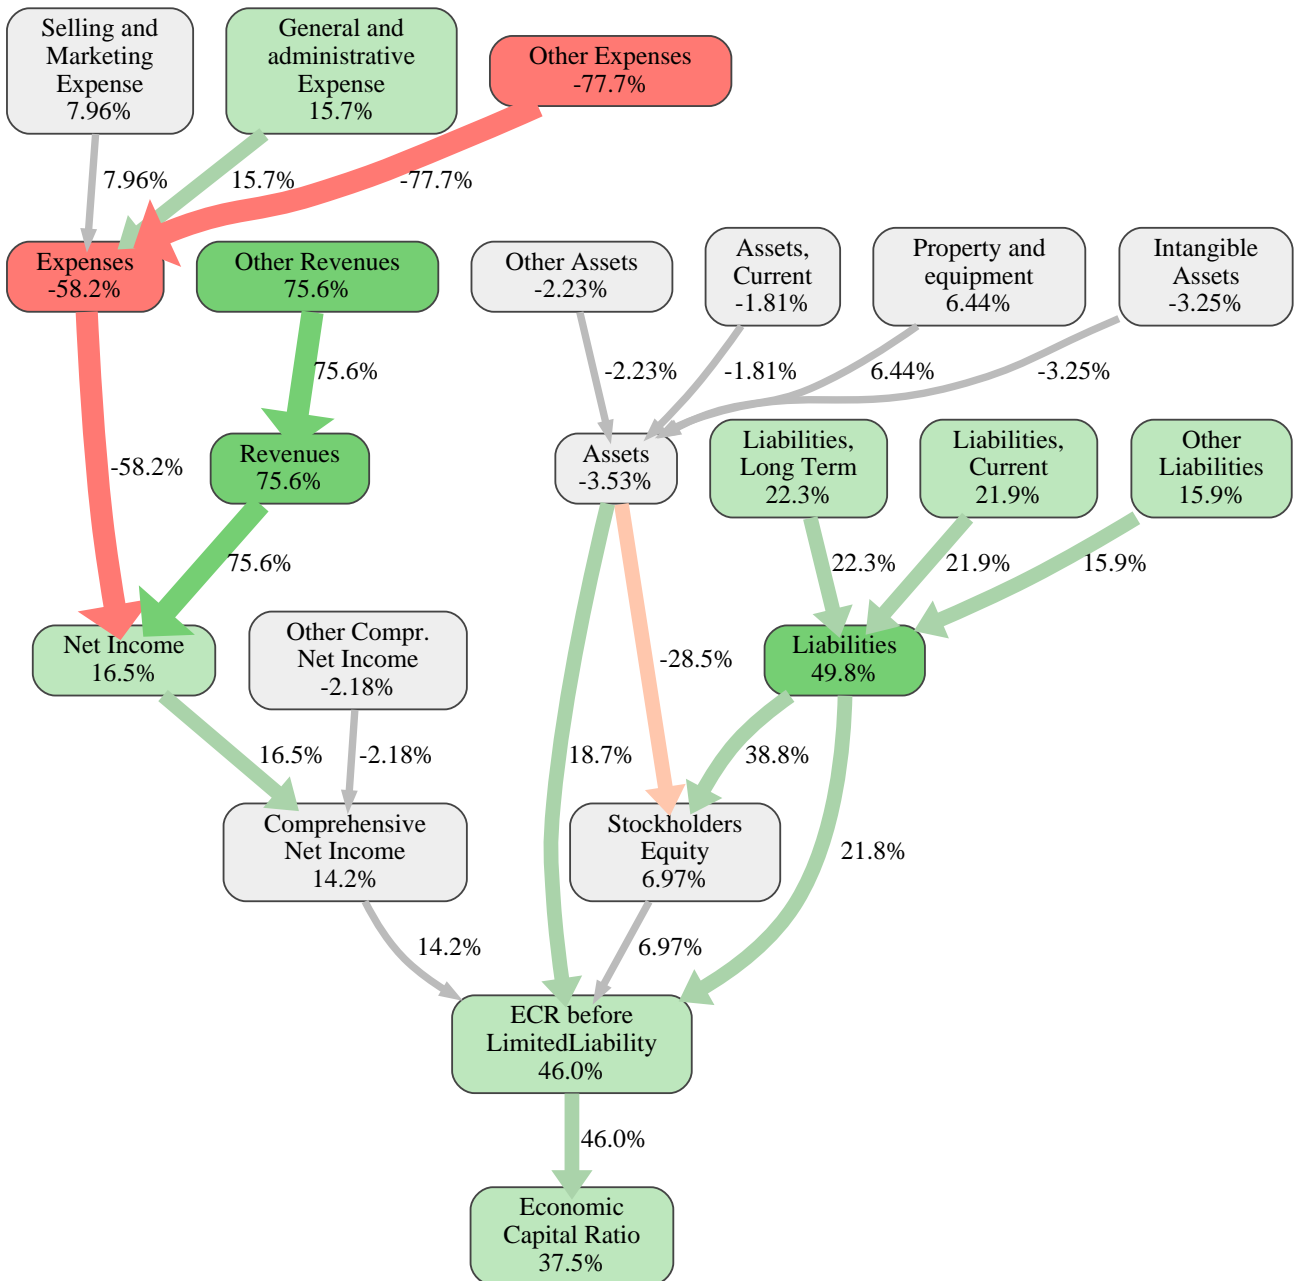 Selling and
Marketing
Expense
7.96%
General and
administrative
Expense
15.7%
Other Expenses
-77.7%
7.96%
15.7%
-77.7%
Expenses
-58.2%
Other Revenues
75.6%
Other Assets
-2.23%
Assets,
Current
-1.81%
Property and
equipment
6.44%
Intangible
Assets
-3.25%
75.6%
-2.23%
-1.81%
6.44%
-3.25%
-58.2%
Revenues
75.6%
Assets
-3.53%
Liabilities,
Long Term
22.3%
Liabilities,
Current
21.9%
Other
Liabilities
15.9%
75.6%
22.3%
21.9%
15.9%
Net Income
16.5%
Other Compr.
Net Income
-2.18%
-28.5%
Liabilities
49.8%
16.5%
-2.18%
18.7%
38.8%
Comprehensive
Net Income
14.2%
Stockholders
Equity
6.97%
21.8%
14.2%
6.97%
ECR before
LimitedLiability
46.0%
46.0%
Economic
Capital Ratio
37.5%